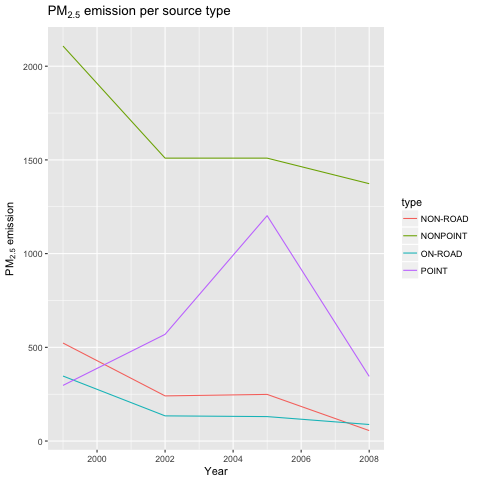 PM2.5 emission per source type
PM2.5 emission
2000
1500
1000
500
0
2000 2002 2004 2006 2008
Year
type
NON-ROAD
NONPOINT
ON-ROAD
POINT